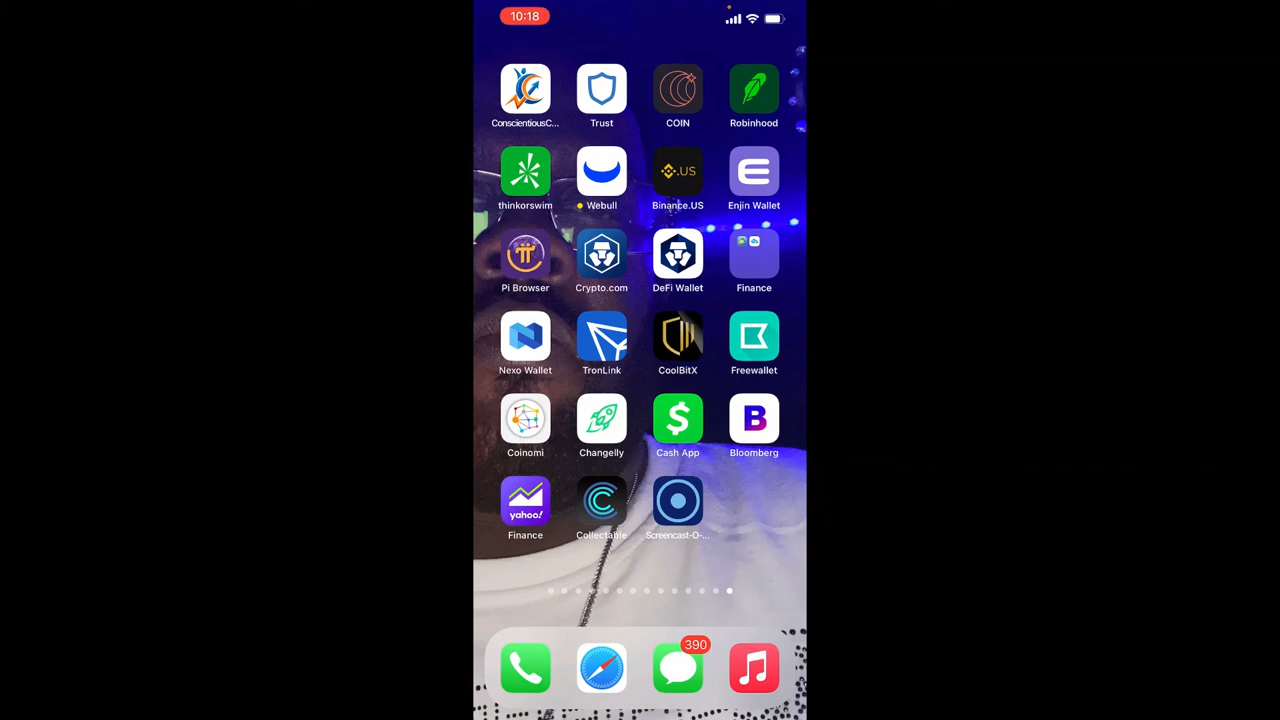 10:18
ConscientiousC...
Trust
COIN
Robinhood
.US
thinkorswim
Webull
Binance.US
Enjin Wallet
Pi Browser
Crypto.com
DeFi Wallet
Finance
Nexo Wallet
TronLink
CoolBitX
Freewallet
B
Coinomi
Changelly
Cash App
Bloomberg
yahoo!
Finance
Collectable
Screencast-O-...
390